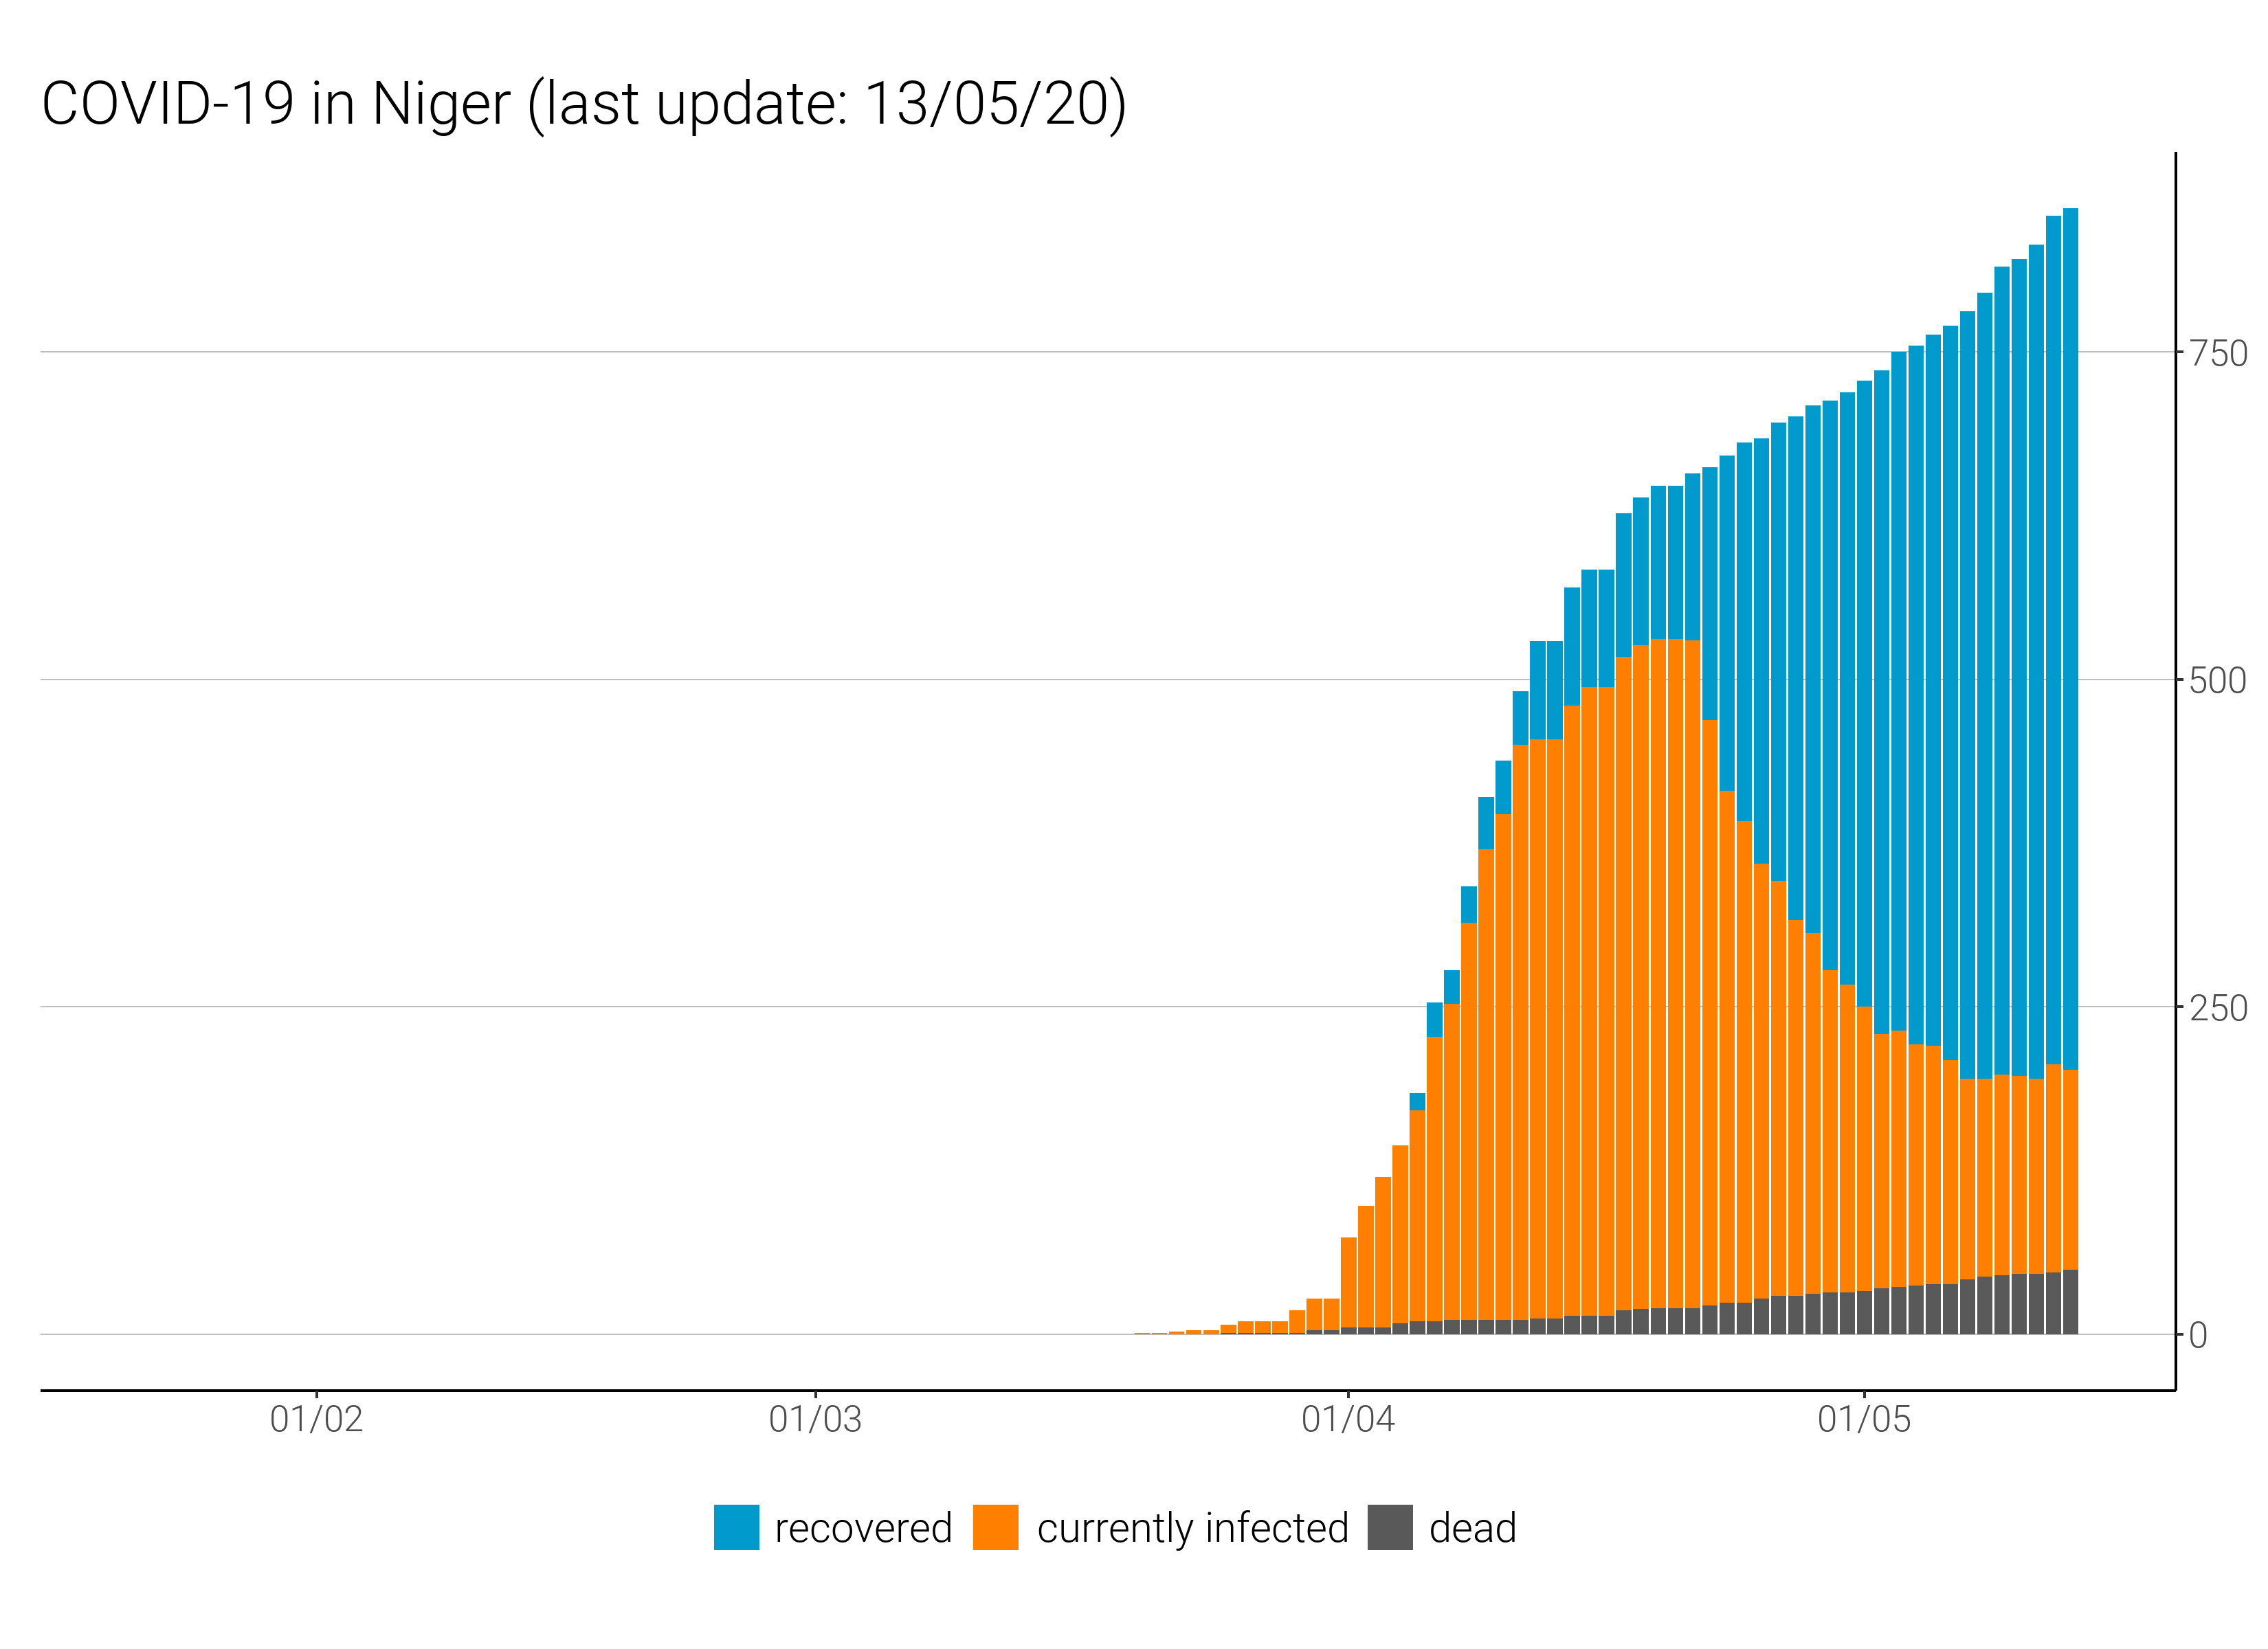 COVID-19 in Niger (last update: 13/05/20)
750
500
250
0
01/02 01/03 01/04 01/05
recovered currently infected dead